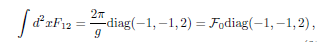 ∫ d²xF₁₂ = 2π/g diag(−1, −1, 2) = ℱ₀diag(−1, −1, 2) ,